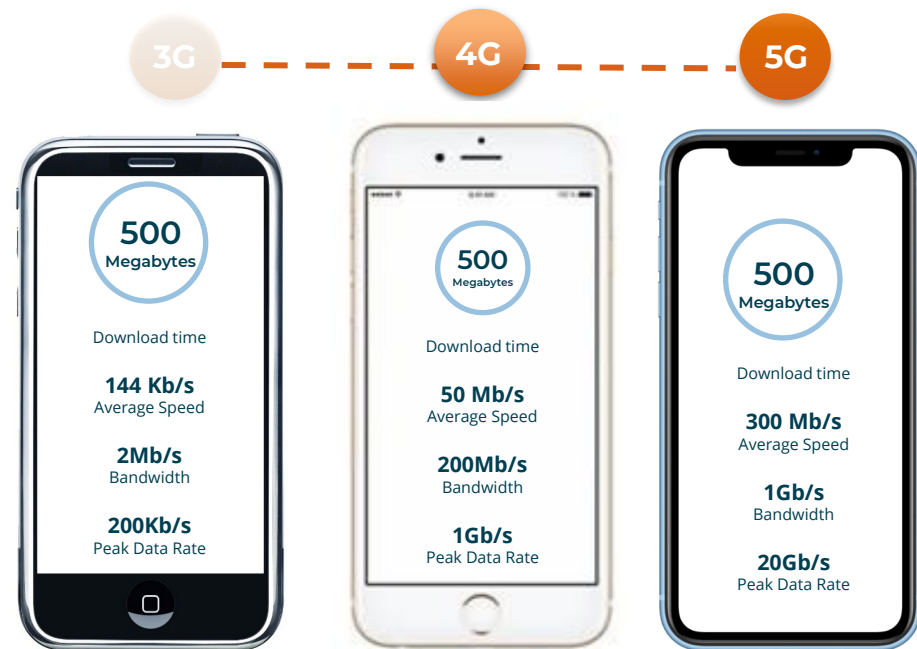 3G
4G
5G
500
Megabytes
Download time
144 Kb/s
Average Speed
2Mb/s
Bandwidth
200Kb/s
Peak Data Rate
500
Megabytes
Download time
50 Mb/s
Average Speed
200Mb/s
Bandwidth
1Gb/s
Peak Data Rate
500
Megabytes
Download time
300 Mb/s
Average Speed
1Gb/s
Bandwidth
20Gb/s
Peak Data Rate